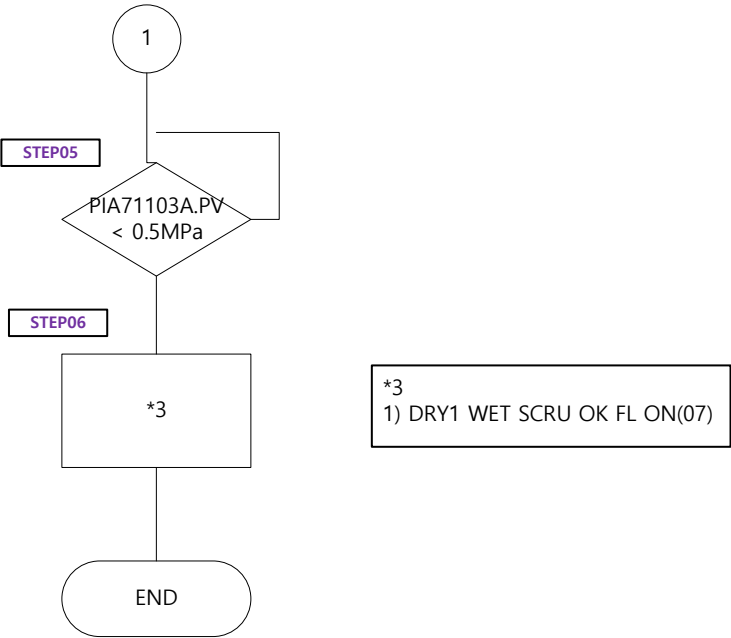 1
STEP05
PIA71103A.PV
< 0.5MPa
STEP06
*3
*3
1) DRY1 WET SCRU OK FL ON(07)
END